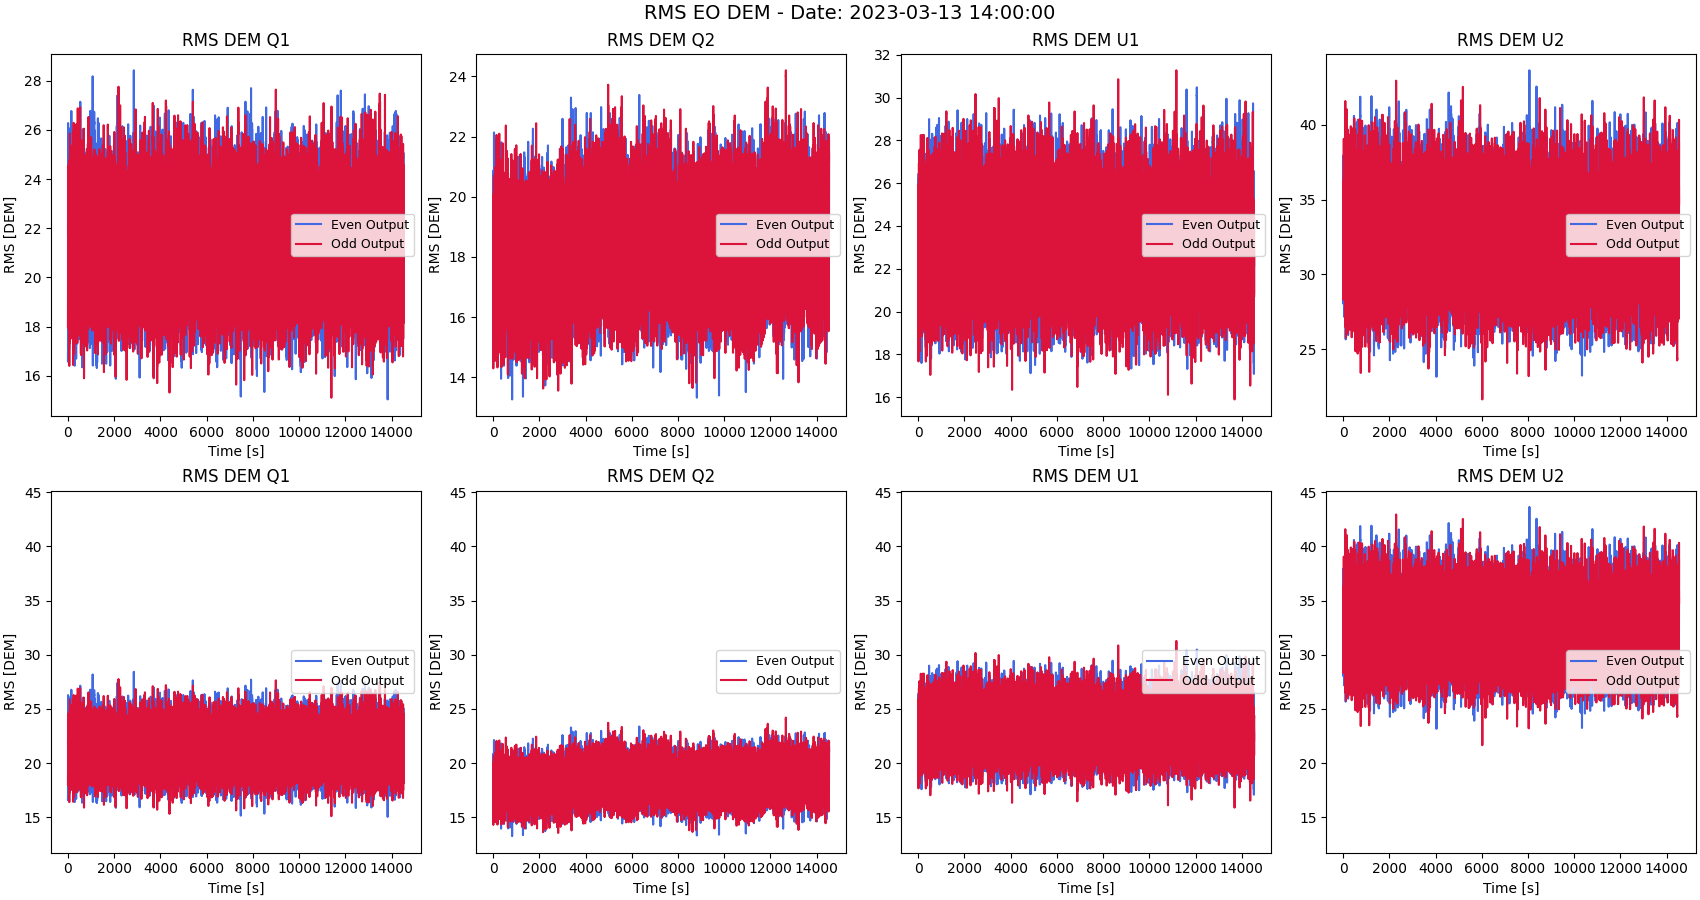 RMS EO DEM - Date: 2023-03-13 14:00:00
RMS DEM Q1
RMS [DEM]
28
26
24
22
20
18
16
Even Output
Odd Output
0 2000 4000 6000 8000 10000 12000 14000
Time [s]
RMS DEM Q2
RMS [DEM]
24
22
20
18
16
14
Even Output
Odd Output
0 2000 4000 6000 8000 10000 12000 14000
Time [s]
RMS DEM U1
RMS [DEM]
32
30
28
26
24
22
20
18
16
Even Output
Odd Output
0 2000 4000 6000 8000 10000 12000 14000
Time [s]
RMS DEM U2
RMS [DEM]
40
35
30
25
Even Output
Odd Output
0 2000 4000 6000 8000 10000 12000 14000
Time [s]
RMS DEM Q1
RMS [DEM]
45
40
35
30
25
20
15
Even Output
Odd Output
0 2000 4000 6000 8000 10000 12000 14000
Time [s]
RMS DEM Q2
RMS [DEM]
45
40
35
30
25
20
15
Even Output
Odd Output
0 2000 4000 6000 8000 10000 12000 14000
Time [s]
RMS DEM U1
RMS [DEM]
45
40
35
30
25
20
15
Even Output
Odd Output
0 2000 4000 6000 8000 10000 12000 14000
Time [s]
RMS DEM U2
RMS [DEM]
45
40
35
30
25
20
15
Even Output
Odd Output
0 2000 4000 6000 8000 10000 12000 14000
Time [s]